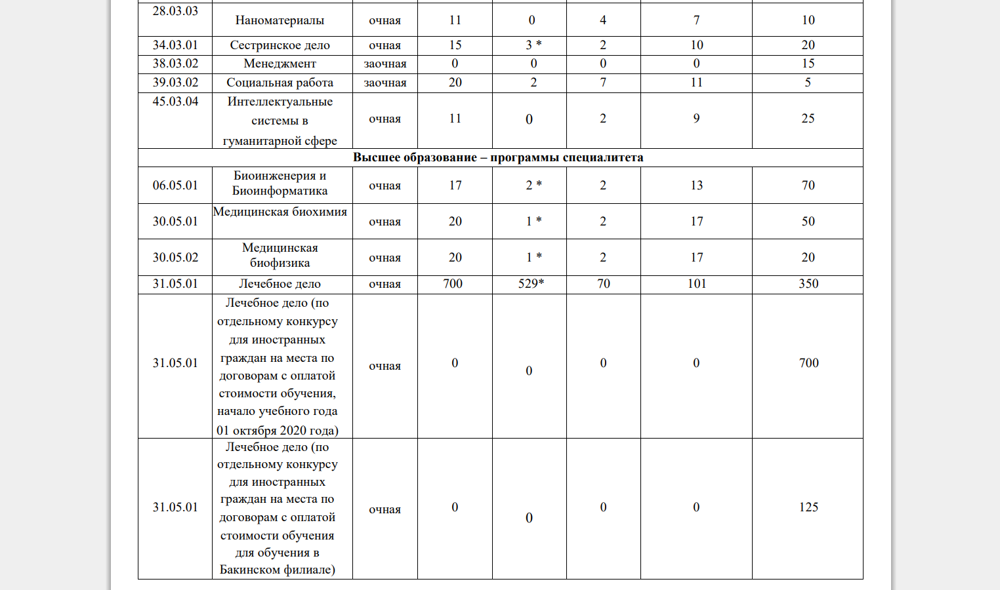 28.03.03 Наноматериалы очная 11 0 4 7 10
34.03.01 Сестринское дело очная 15 3 * 2 10 20
38.03.02 Менеджмент заочная 0 0 0 0 15
39.03.02 Социальная работа заочная 20 2 7 11 5
45.03.04 Интеллектуальные
системы в очная 11 0 2 9 25
гуманитарной сфере
Высшее образование – программы специалитета
Биоинженерия и
06.05.01 очная 17 2 * 2 13 70
Биоинформатика
Медицинская биохимия
30.05.01 очная 20 1 * 2 17 50
Медицинская
30.05.02 очная 20 1 * 2 17 20
биофизика
31.05.01 Лечебное дело очная 700 529* 70 101 350
Лечебное дело (по
отдельному конкурсу
для иностранных
31.05.01 граждан на места по очная 0 0 0 0 700
договорам с оплатой
стоимости обучения,
начало учебного года
01 октября 2020 года)
Лечебное дело (по
отдельному конкурсу
для иностранных
граждан на места по
31.05.01 договорам с оплатой очная 0 0 0 0 125
стоимости обучения
для обучения в
Бакинском филиале)